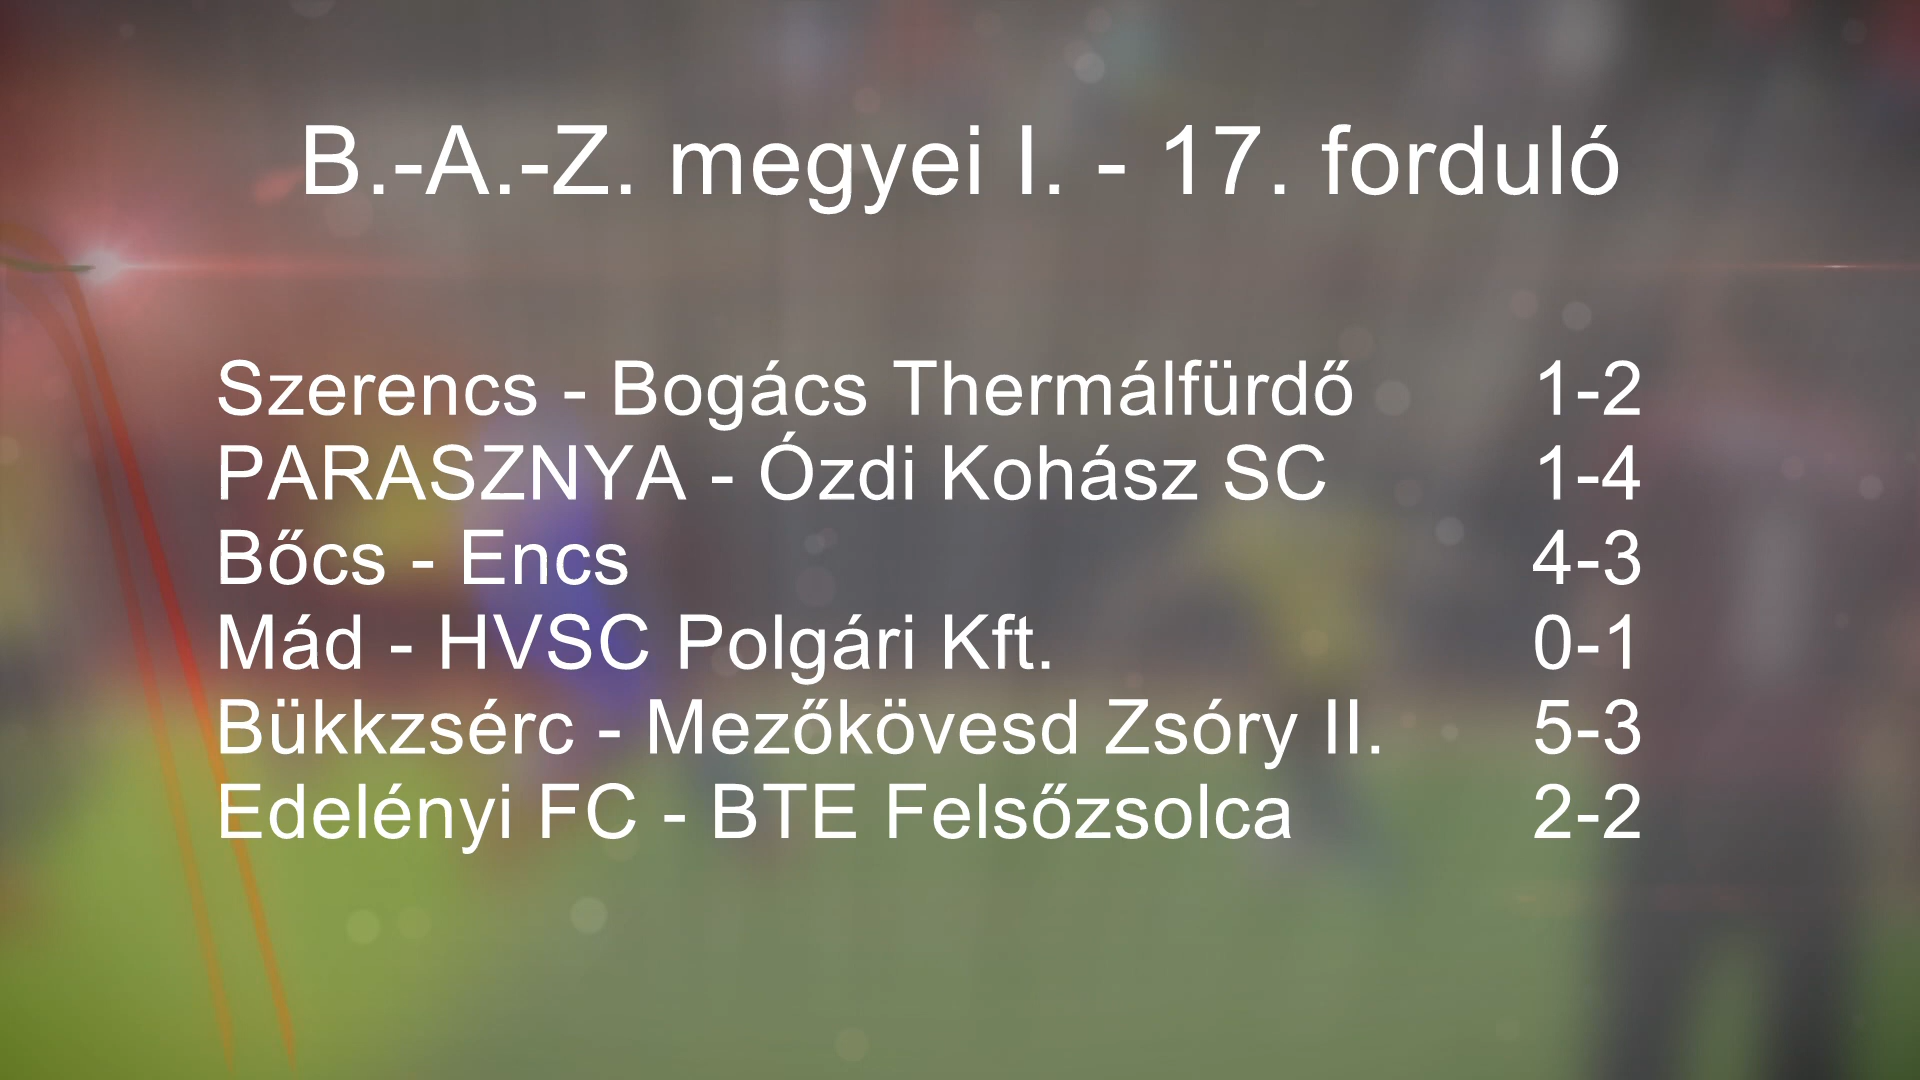 B.-A.-Z. megyei I. - 17. forduló
Szerencs - Bogács Thermálfürdő 1-2
PARASZNYA - Ózdi Kohász SC 1-4
Bőcs - Encs 4-3
Mád - HVSC Polgári Kft. 0-1
Bükkzsérc - Mezőkövesd Zsóry II. 5-3
Edelényi FC - BTE Felsőzsolca 2-2